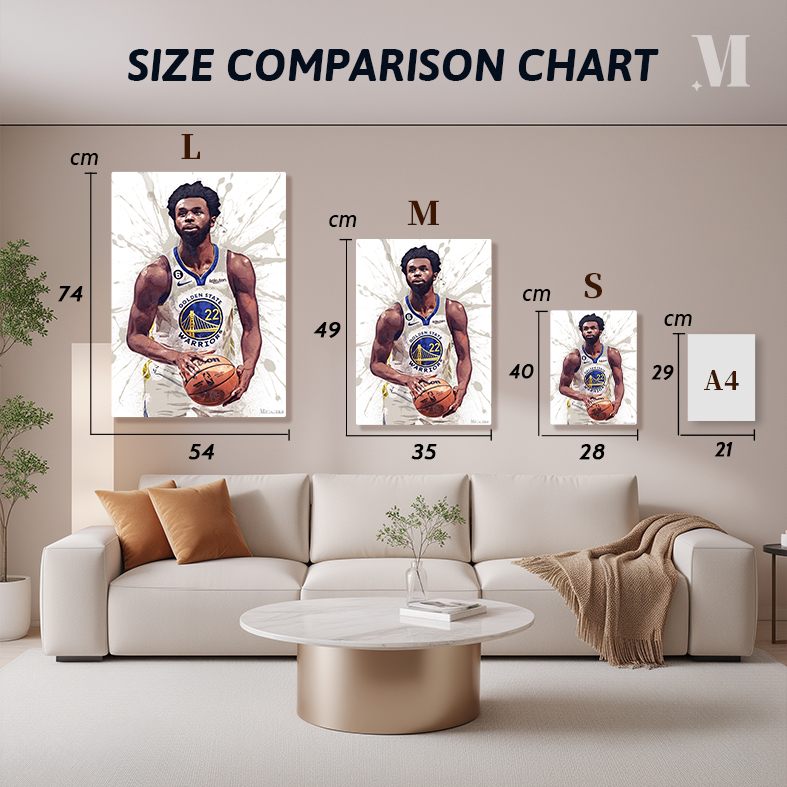 SIZE COMPARISON CHART
M
L
cm
74
54
6
GOLDEN STATE
22
WARRIORS
M
cm
49
35
GOLDEN STATE
22
WARRIORS
S
cm
40
28
22
cm
29
A4
21